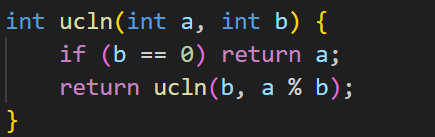 int ucln(int a, int b) {
    if (b == 0) return a;
    return ucln(b, a % b);
}